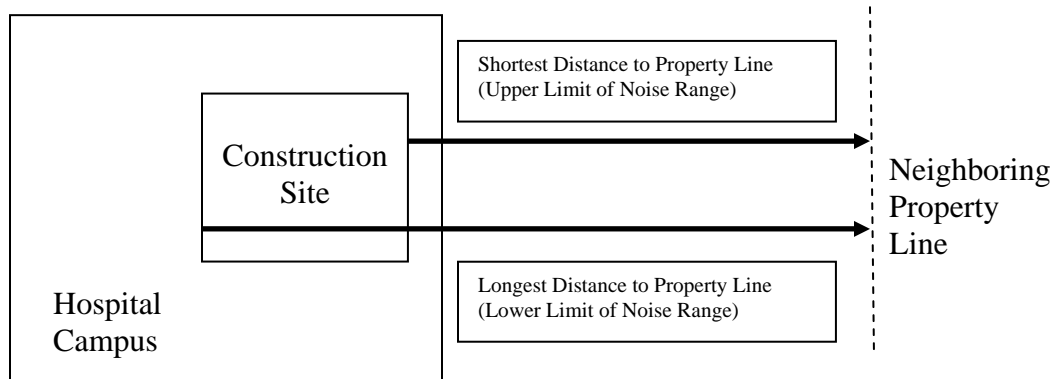 Shortest Distance to Property Line
(Upper Limit of Noise Range)
Construction
Site
Neighboring
Property
Line
Longest Distance to Property Line
(Lower Limit of Noise Range)
Hospital
Campus